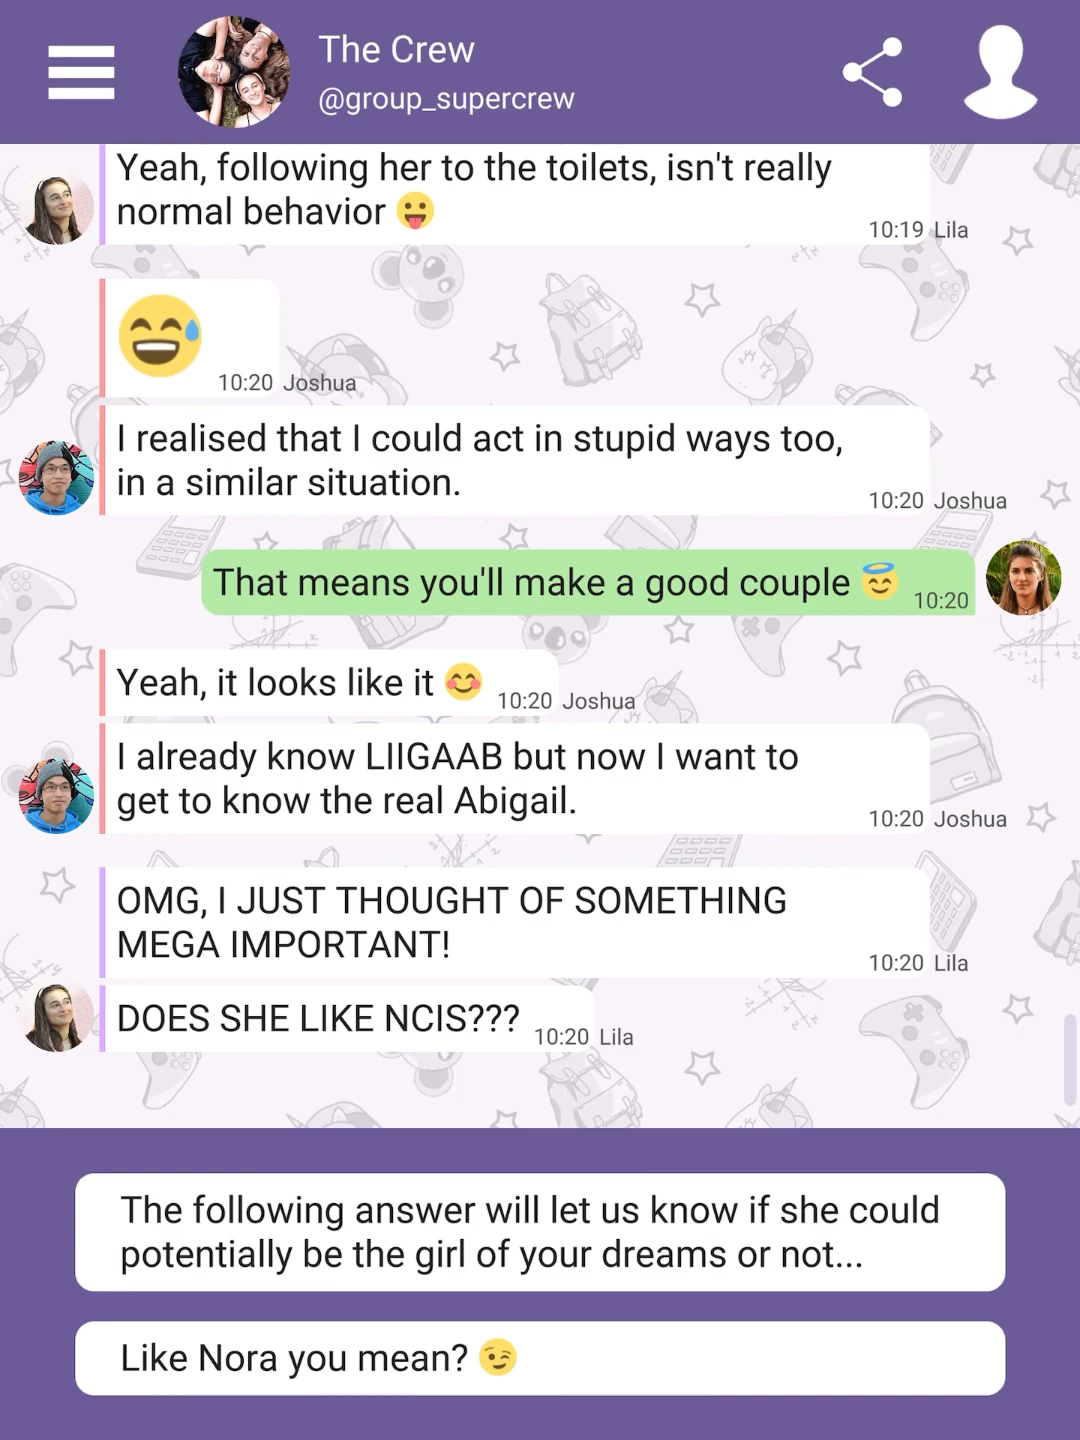 The Crew
@group_supercrew
Yeah, following her to the toilets, isn't really
normal behavior 😛
10:19 Lila
😅
10:20 Joshua
I realised that I could act in stupid ways too,
in a similar situation.
10:20 Joshua
That means you'll make a good couple 😇
10:20
Yeah, it looks like it 😊
10:20 Joshua
I already know LIIGAAB but now I want to
get to know the real Abigail.
10:20 Joshua
OMG, I JUST THOUGHT OF SOMETHING
MEGA IMPORTANT!
10:20 Lila
DOES SHE LIKE NCIS???
10:20 Lila
The following answer will let us know if she could
potentially be the girl of your dreams or not...
Like Nora you mean? 😉